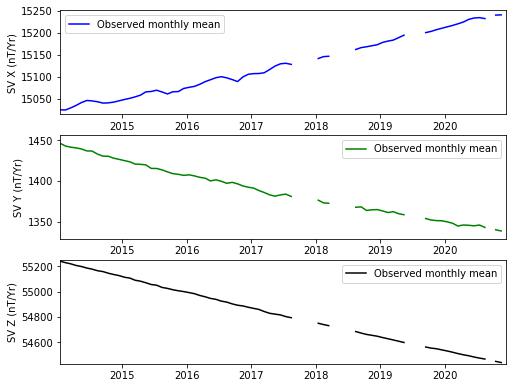 SV X (nT/Yr)
15250
15200
15150
15100
15050
Observed monthly mean
2015 2016 2017 2018 2019 2020
SV Y (nT/Yr)
1450
1400
1350
Observed monthly mean
2015 2016 2017 2018 2019 2020
SV Z (nT/Yr)
55200
55000
54800
54600
Observed monthly mean
2015 2016 2017 2018 2019 2020